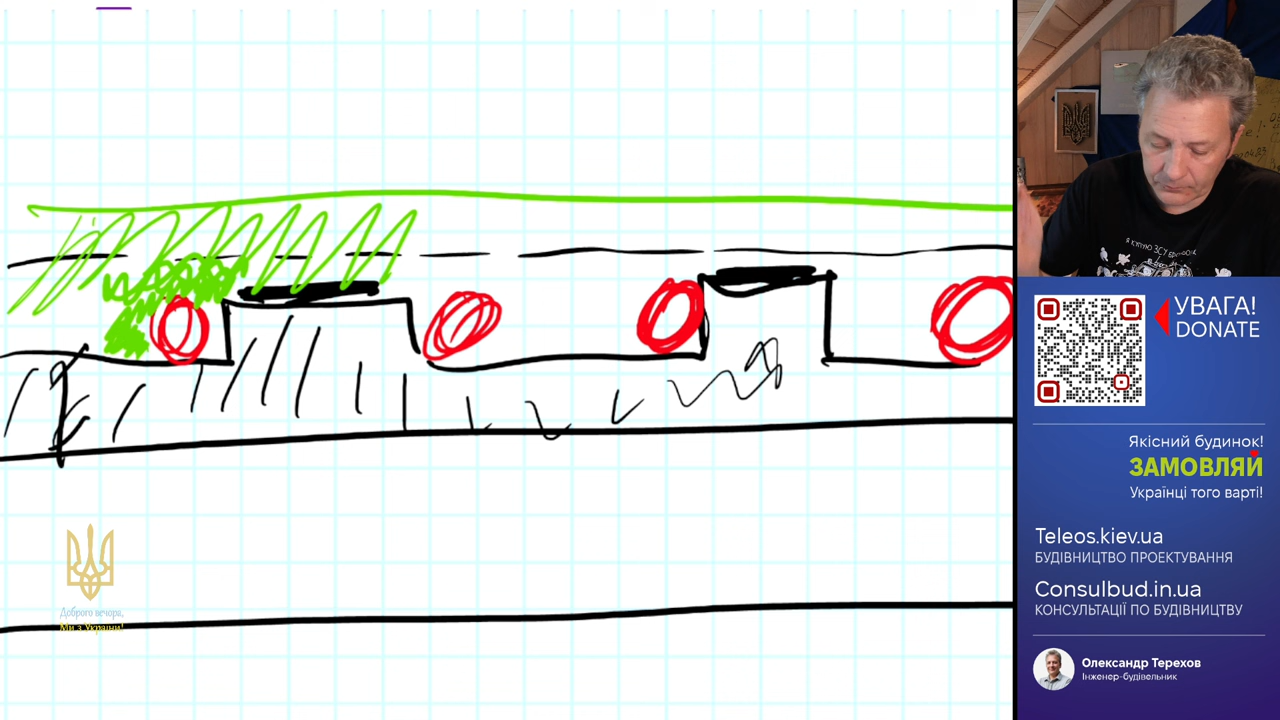 Доброго вечора,
Ми з України!
УВАГА!
DONATE
Якісний будинок!
ЗАМОВЛЯЙ
Українці того варті!
Teleos.kiev.ua
БУДІВНИЦТВО ПРОЕКТУВАННЯ
Consulbud.in.ua
КОНСУЛЬТАЦІЇ ПО БУДІВНИЦТВУ
Олександр Терехов
Інженер-будівельник